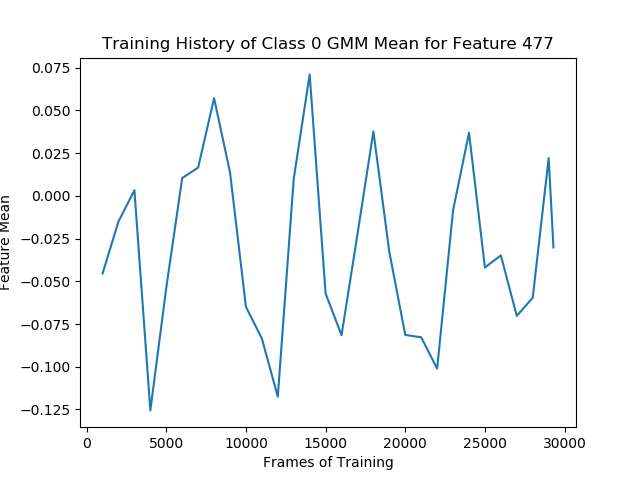 Training History of Class 0 GMM Mean for Feature 477
0.075
0.050
0.025
0.000
−0.025
−0.050
−0.075
−0.100
−0.125
Feature Mean
0 5000 10000 15000 20000 25000 30000
Frames of Training